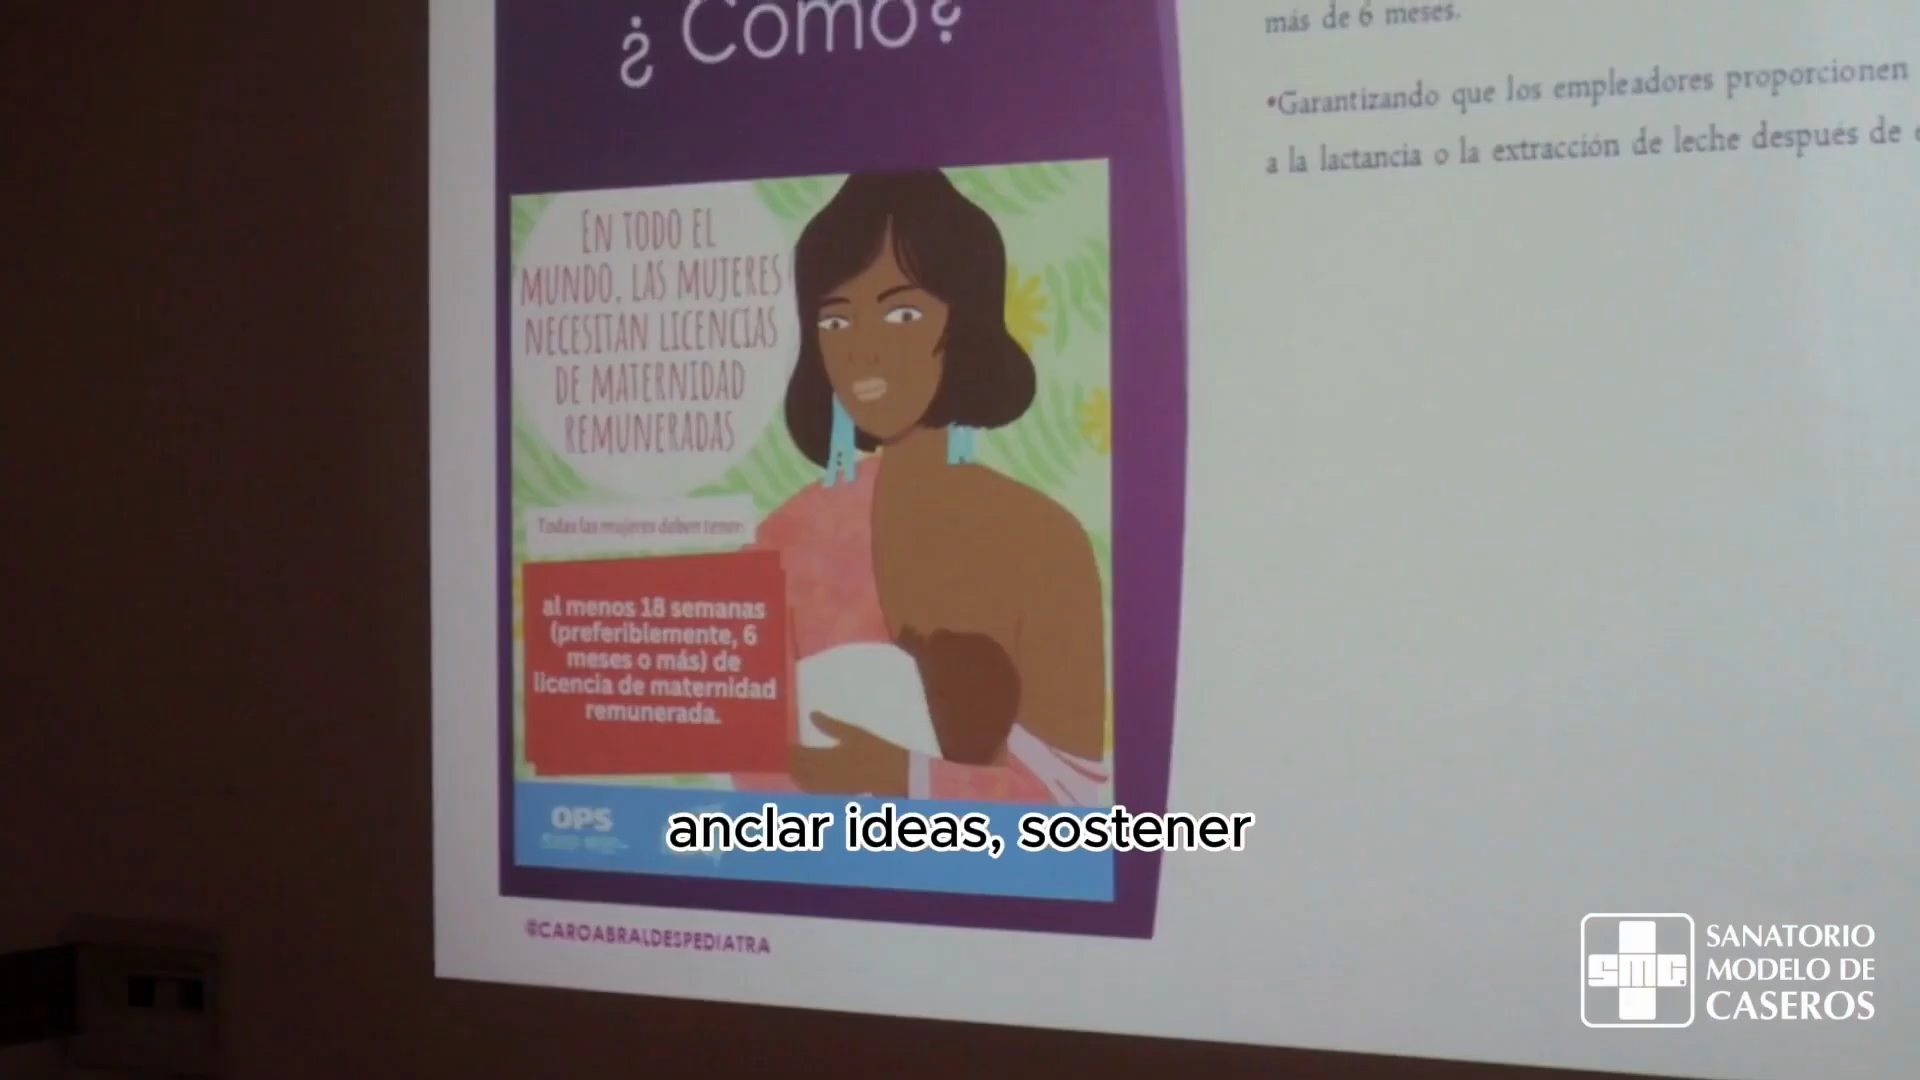 ¿Cómo?
más de 6 meses.
•Garantizando que los empleadores proporcionen
a la lactancia o la extracción de leche después de
EN TODO EL
MUNDO, LAS MUJERES
NECESITAN LICENCIAS
DE MATERNIDAD
REMUNERADAS
Todas las mujeres deben tener:
al menos 18 semanas
(preferiblemente, 6
meses o más) de
licencia de maternidad
remunerada.
OPS
anclar ideas, sostener
@CAROABRALDESPEDIATRA
SMC
SANATORIO
MODELO DE
CASEROS